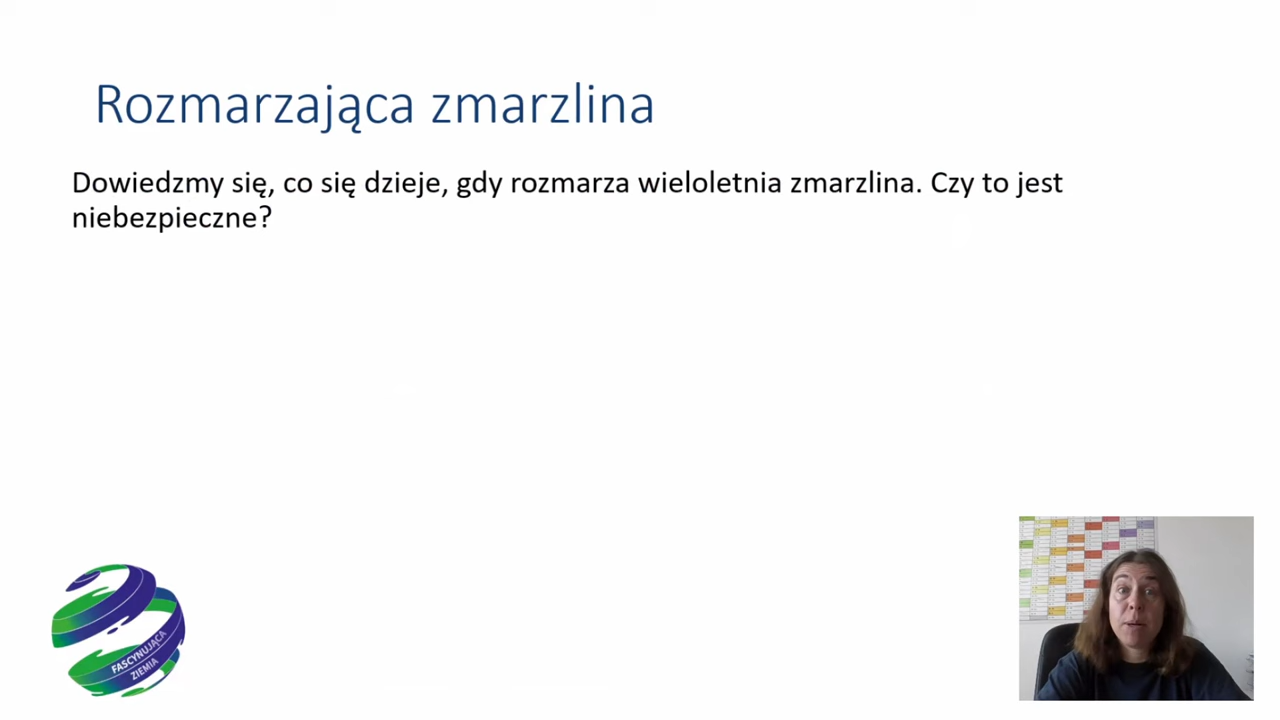 Rozmarzająca zmarzlina
Dowiedzmy się, co się dzieje, gdy rozmarza wieloletnia zmarzlina. Czy to jest
niebezpieczne?
FASCYNUJĄCA
ZIEMIA